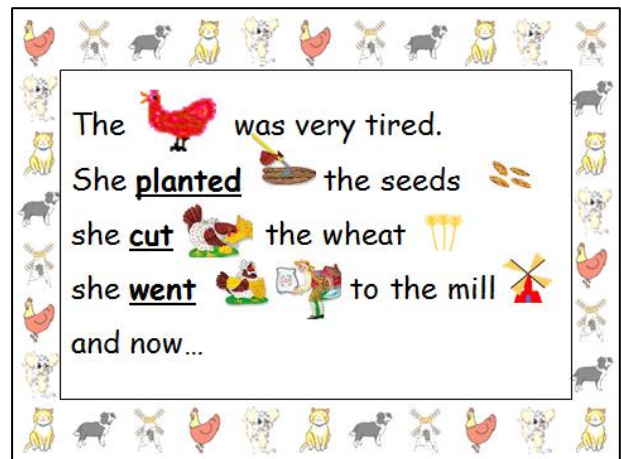 The was very tired.
She planted the seeds
she cut the wheat
she went to the mill
and now...